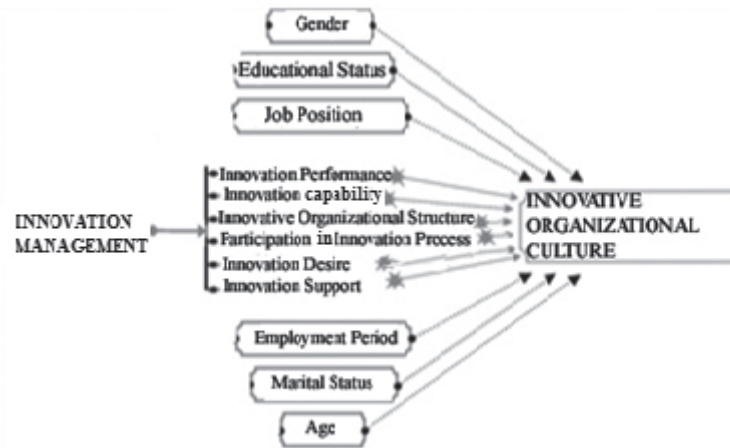 Gender
Educational Status
Job Position
Innovation Performance
Innovation capability
Innovative Organizational Structure
Participation in Innovation Process
Innovation Desire
Innovation Support
INNOVATION
MANAGEMENT
INNOVATIVE
ORGANIZATIONAL
CULTURE
Employment Period
Marital Status
Age